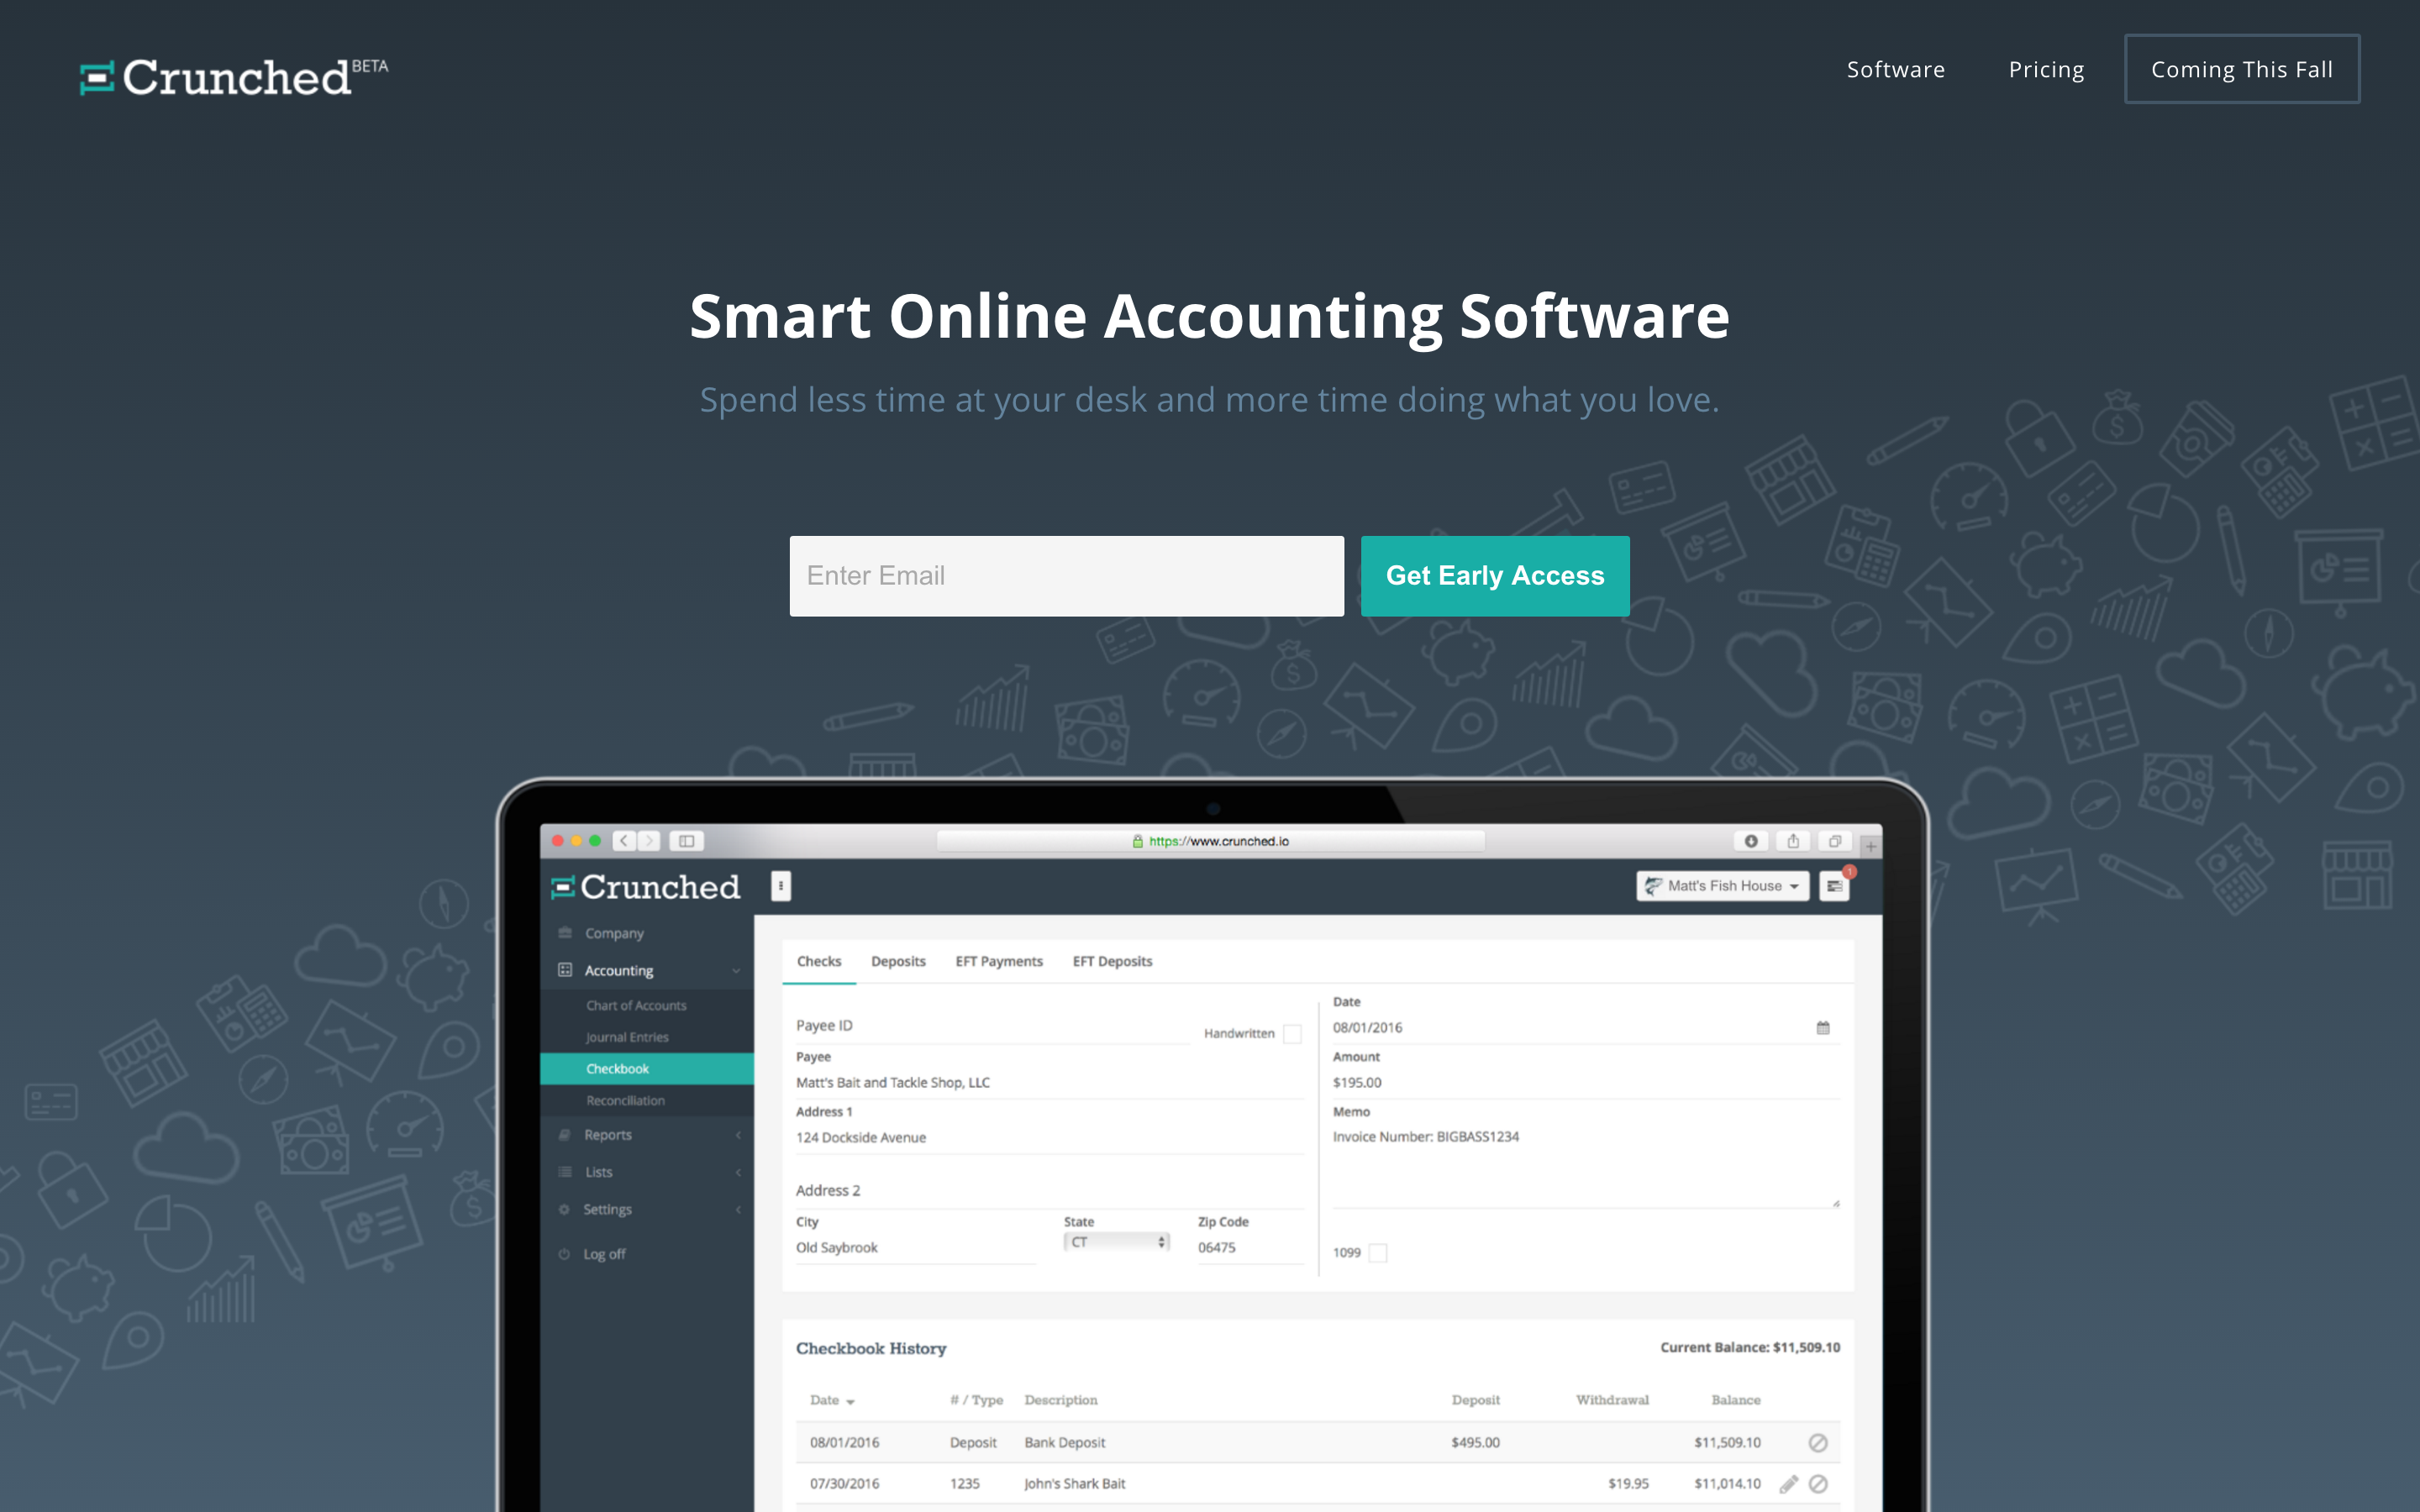 Crunched BETA
Software
Pricing
Coming This Fall
Smart Online Accounting Software
Spend less time at your desk and more time doing what you love.
Enter Email
Get Early Access
https://www.crunched.io
Crunched
Matt's Fish House
1
Company
Accounting
Chart of Accounts
Journal Entries
Checkbook
Reconciliation
Reports
Lists
Settings
Log off
Checks
Deposits
EFT Payments
EFT Deposits
Payee ID
Handwritten
Payee
Matt's Bait and Tackle Shop, LLC
Address 1
124 Dockside Avenue
Address 2
City
Old Saybrook
State
CT
Zip Code
06475
Date
08/01/2016
Amount
$195.00
Memo
Invoice Number: BIGBASS1234
1099
Checkbook History
Current Balance: $11,509.10
Date # / Type Description Deposit Withdrawal Balance
08/01/2016 Deposit Bank Deposit $495.00 $11,509.10
07/30/2016 1235 John's Shark Bait $19.95 $11,014.10